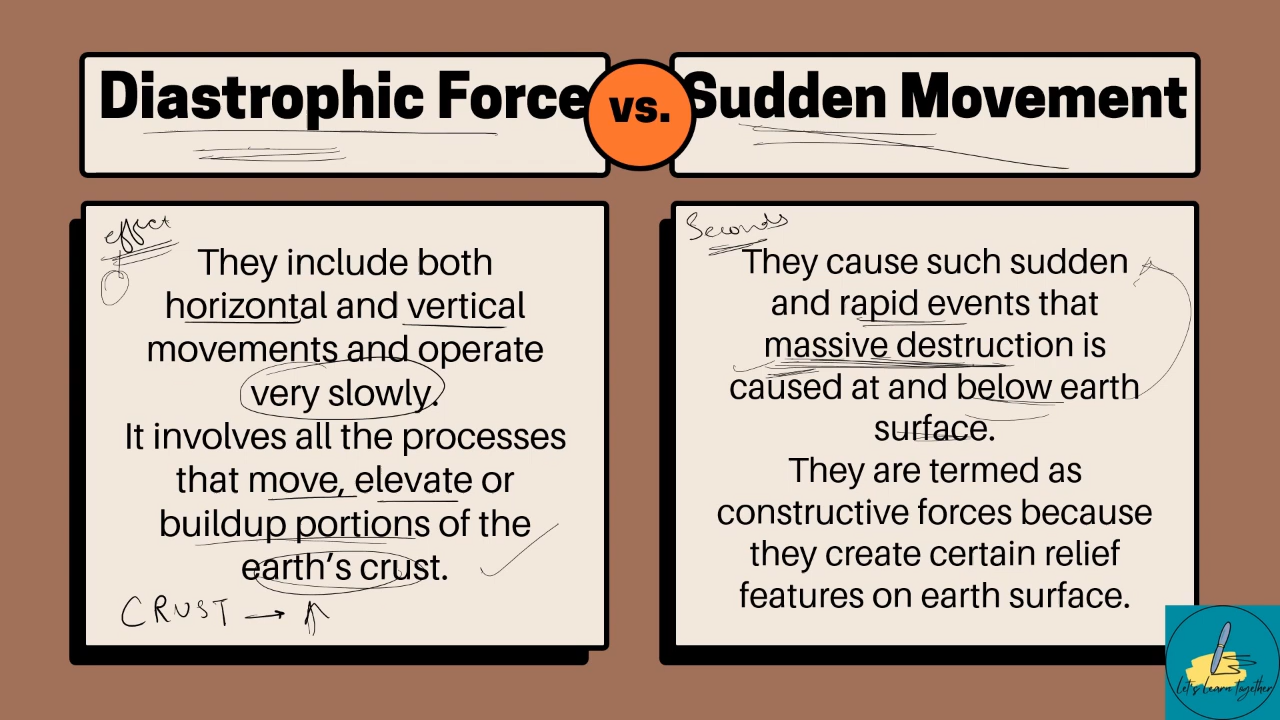 Diastrophic Force
vs.
Sudden Movement
effect
They include both
horizontal and vertical
movements and operate
very slowly.
It involves all the processes
that move, elevate or
buildup portions of the
earth's crust.
CRUST → ↑
Seconds
They cause such sudden
and rapid events that
massive destruction is
caused at and below earth
surface.
They are termed as
constructive forces because
they create certain relief
features on earth surface.
Let's Learn Together